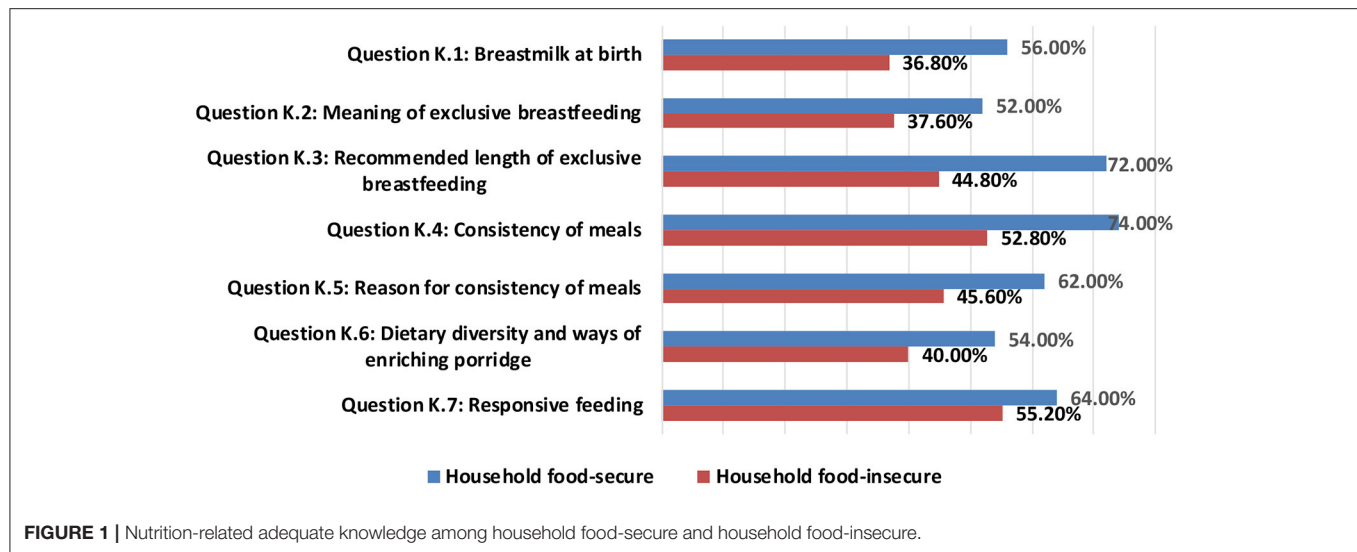 Question K.1: Breastmilk at birth
56.00%
36.80%
Question K.2: Meaning of exclusive breastfeeding
52.00%
37.60%
Question K.3: Recommended length of exclusive
breastfeeding
72.00%
44.80%
Question K.4: Consistency of meals
74.00%
52.80%
Question K.5: Reason for consistency of meals
62.00%
45.60%
Question K.6: Dietary diversity and ways of
enriching porridge
54.00%
40.00%
Question K.7: Responsive feeding
64.00%
55.20%
Household food-secure Household food-insecure
FIGURE 1 | Nutrition-related adequate knowledge among household food-secure and household food-insecure.